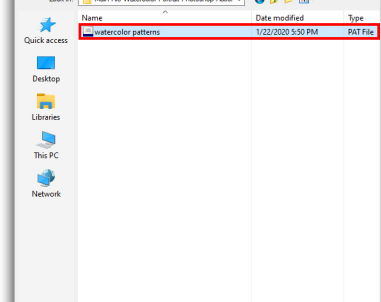 Name Date modified Type
watercolor patterns 1/22/2020 5:50 PM PAT File
Quick access
Desktop
Libraries
This PC
Network